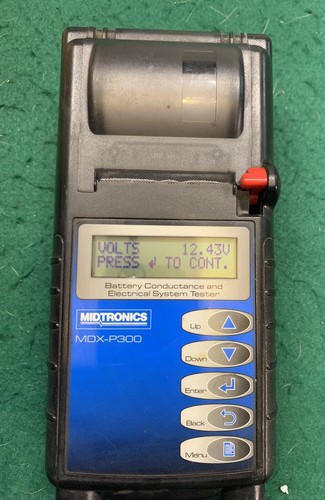 VOLTS 12.43V
PRESS ↲ TO CONT.
Battery Conductance and
Electrical System Tester
MIDTRONICS
MDX-P300
Up
Down
Enter
Back
Menu